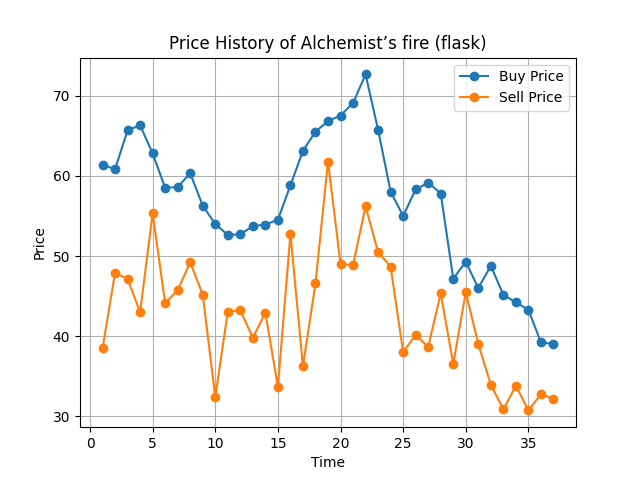 Price History of Alchemist’s fire (flask)
Buy Price
Sell Price
Price
70
60
50
40
30
0 5 10 15 20 25 30 35
Time